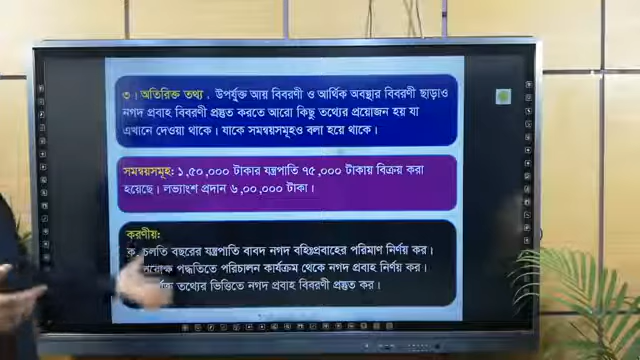 ৩। অতিরিক্ত তথ্য . উপর্যুক্ত আয় বিবরণী ও আর্থিক অবস্থার বিবরণী ছাড়াও
নগদ প্রবাহ বিবরণী প্রস্তুত করতে আরো কিছু তথ্যের প্রয়োজন হয় যা
এখানে দেওয়া থাকে। যাকে সমন্বয়সমূহও বলা হয়ে থাকে।
সমন্বয়সমূহ: ১,৫০,০০০ টাকার যন্ত্রপাতি ৭৫,০০০ টাকায় বিক্রয় করা
হয়েছে। লভ্যাংশ প্রদান ৬,০০,০০০ টাকা।
করণীয়:
ক. চলতি বছরের যন্ত্রপাতি বাবদ নগদ বহিঃপ্রবাহের পরিমাণ নির্ণয় কর।
পদ্ধতিতে পরিচালন কার্যক্রম থেকে নগদ প্রবাহ নির্ণয় কর।
তথ্যের ভিত্তিতে নগদ প্রবাহ বিবরণী প্রস্তুত কর।